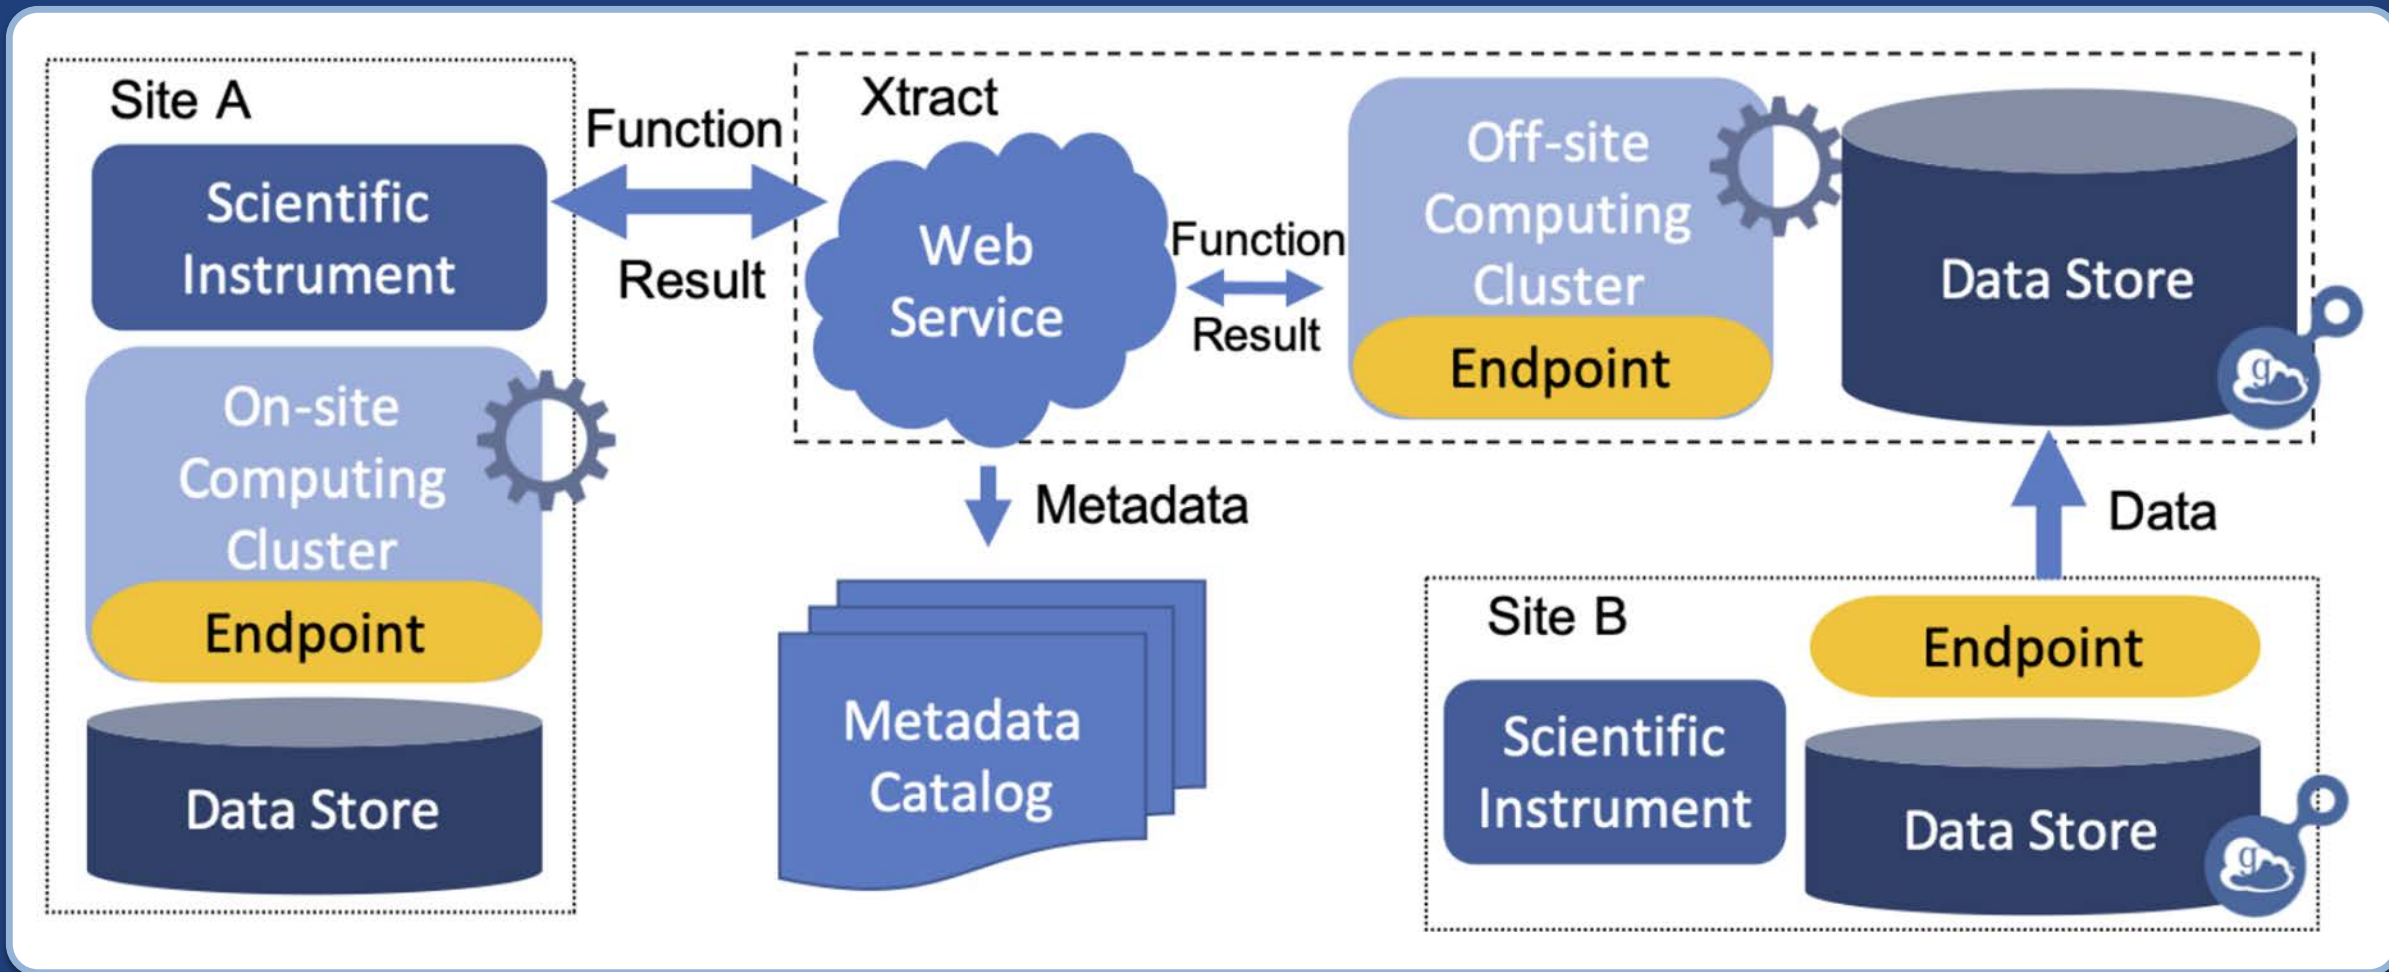 Site A
Scientific
Instrument
On-site
Computing
Cluster
Endpoint
Data Store
Function
Result
Xtract
Web
Service
Function
Result
Off-site
Computing
Cluster
Endpoint
Data Store
g
Metadata
Metadata
Catalog
Data
Site B
Endpoint
Scientific
Instrument
Data Store
g